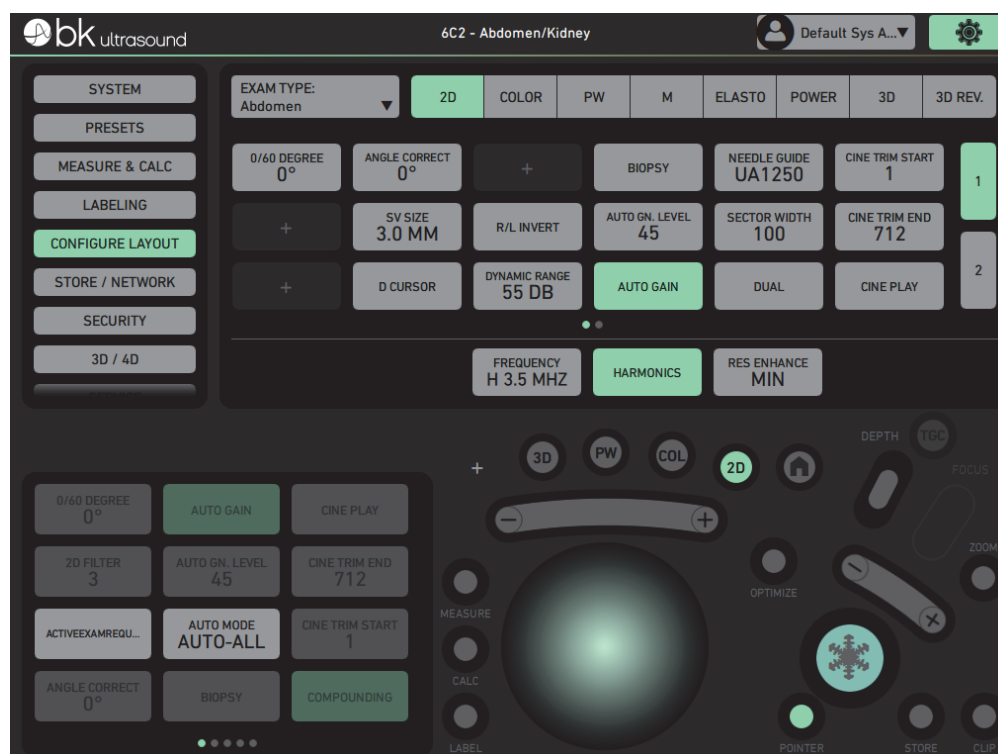 bk ultrasound
6C2 - Abdomen/Kidney
Default Sys A...▼
SYSTEM
PRESETS
MEASURE & CALC
LABELING
CONFIGURE LAYOUT
STORE / NETWORK
SECURITY
3D / 4D
EXAM TYPE:
Abdomen ▼
2D COLOR PW M ELASTO POWER 3D 3D REV.
0/60 DEGREE
0°
ANGLE CORRECT
0°
+
BIOPSY
NEEDLE GUIDE
UA1250
CINE TRIM START
1
1
+
SV SIZE
3.0 MM
R/L INVERT
AUTO GN. LEVEL
45
SECTOR WIDTH
100
CINE TRIM END
712
2
+
D CURSOR
DYNAMIC RANGE
55 DB
AUTO GAIN
DUAL
CINE PLAY
FREQUENCY
H 3.5 MHZ
HARMONICS
RES ENHANCE
MIN
0/60 DEGREE
0°
AUTO GAIN
CINE PLAY
2D FILTER
3
AUTO GN. LEVEL
45
CINE TRIM END
712
ACTIVEEXAMREQU...
AUTO MODE
AUTO-ALL
CINE TRIM START
1
ANGLE CORRECT
0°
BIOPSY
COMPOUNDING
+
3D
PW
COL
2D
DEPTH
TGC
FOCUS
−
+
ZOOM
OPTIMIZE
−
+
MEASURE
CALC
LABEL
POINTER
STORE
CLIP